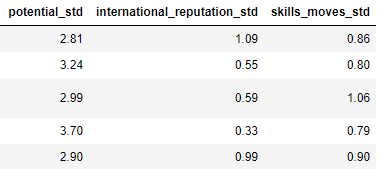 potential_std international_reputation_std skills_moves_std
2.81 1.09 0.86
3.24 0.55 0.80
2.99 0.59 1.06
3.70 0.33 0.79
2.90 0.99 0.90